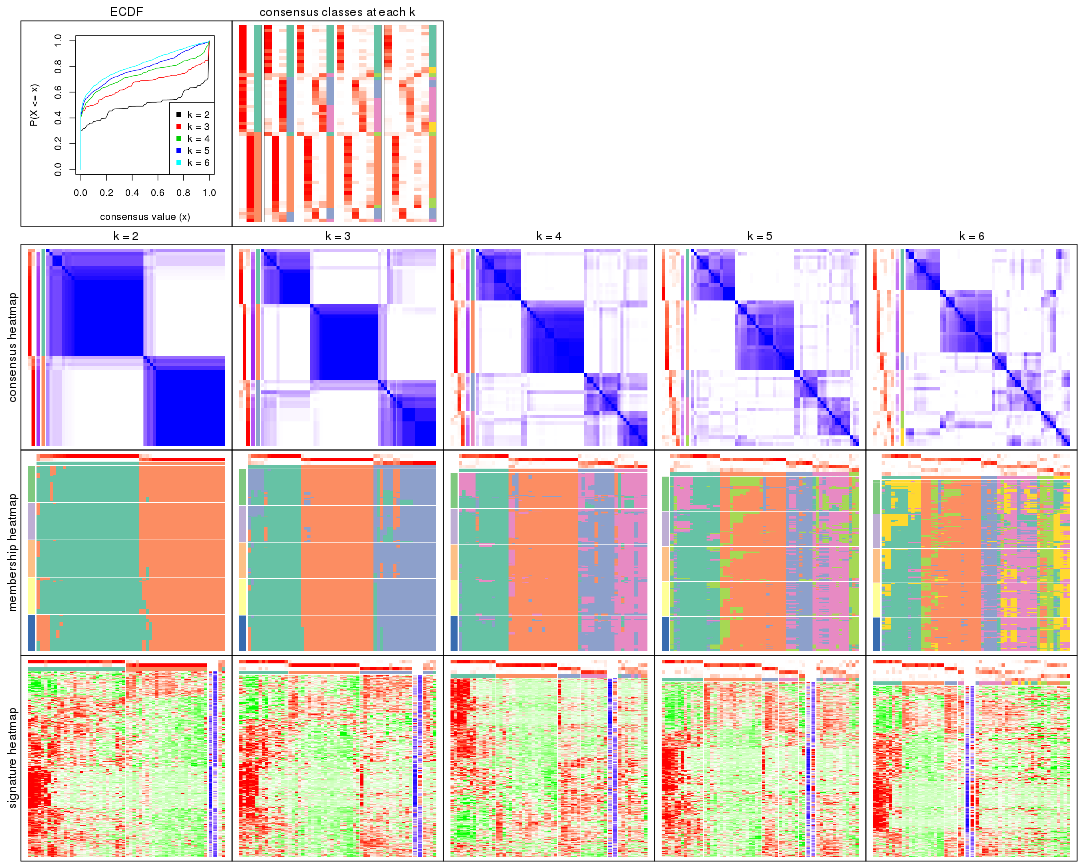 ECDF
consensus classes at each k
P(X <= x)
0.0 0.2 0.4 0.6 0.8 1.0
k = 2
k = 3
k = 4
k = 5
k = 6
0.0 0.2 0.4 0.6 0.8 1.0
consensus value (x)
k = 2
k = 3
k = 4
k = 5
k = 6
consensus heatmap
membership heatmap
signature heatmap